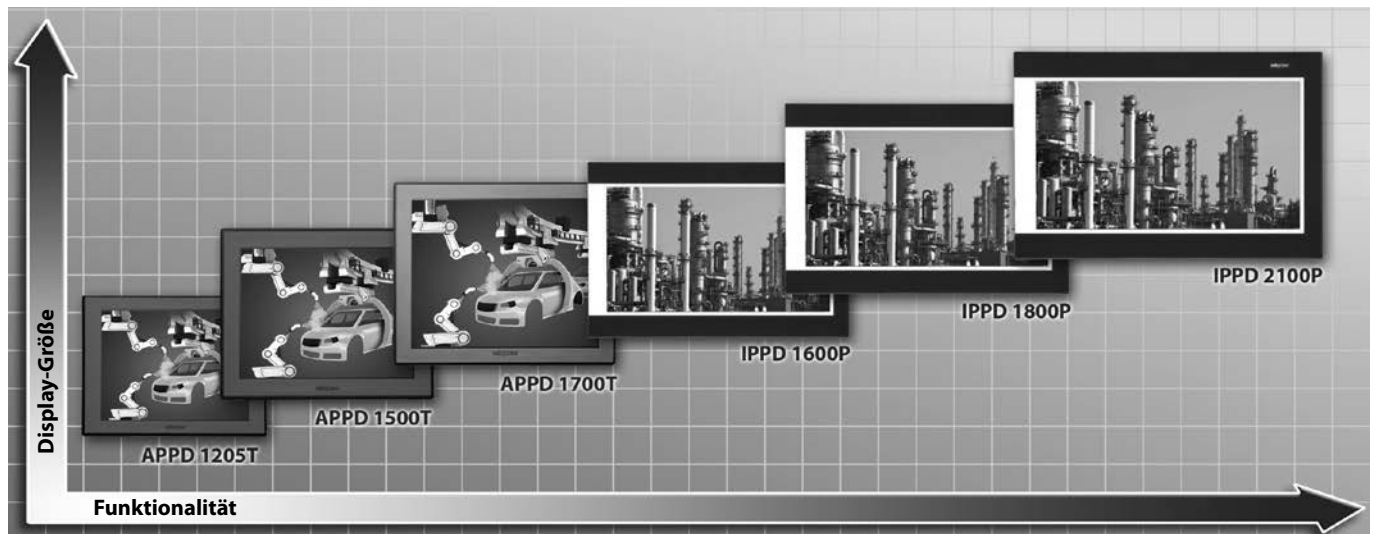 Display-Größe
IPPD 2100P
IPPD 1800P
IPPD 1600P
APPD 1700T
APPD 1500T
APPD 1205T
Funktionalität